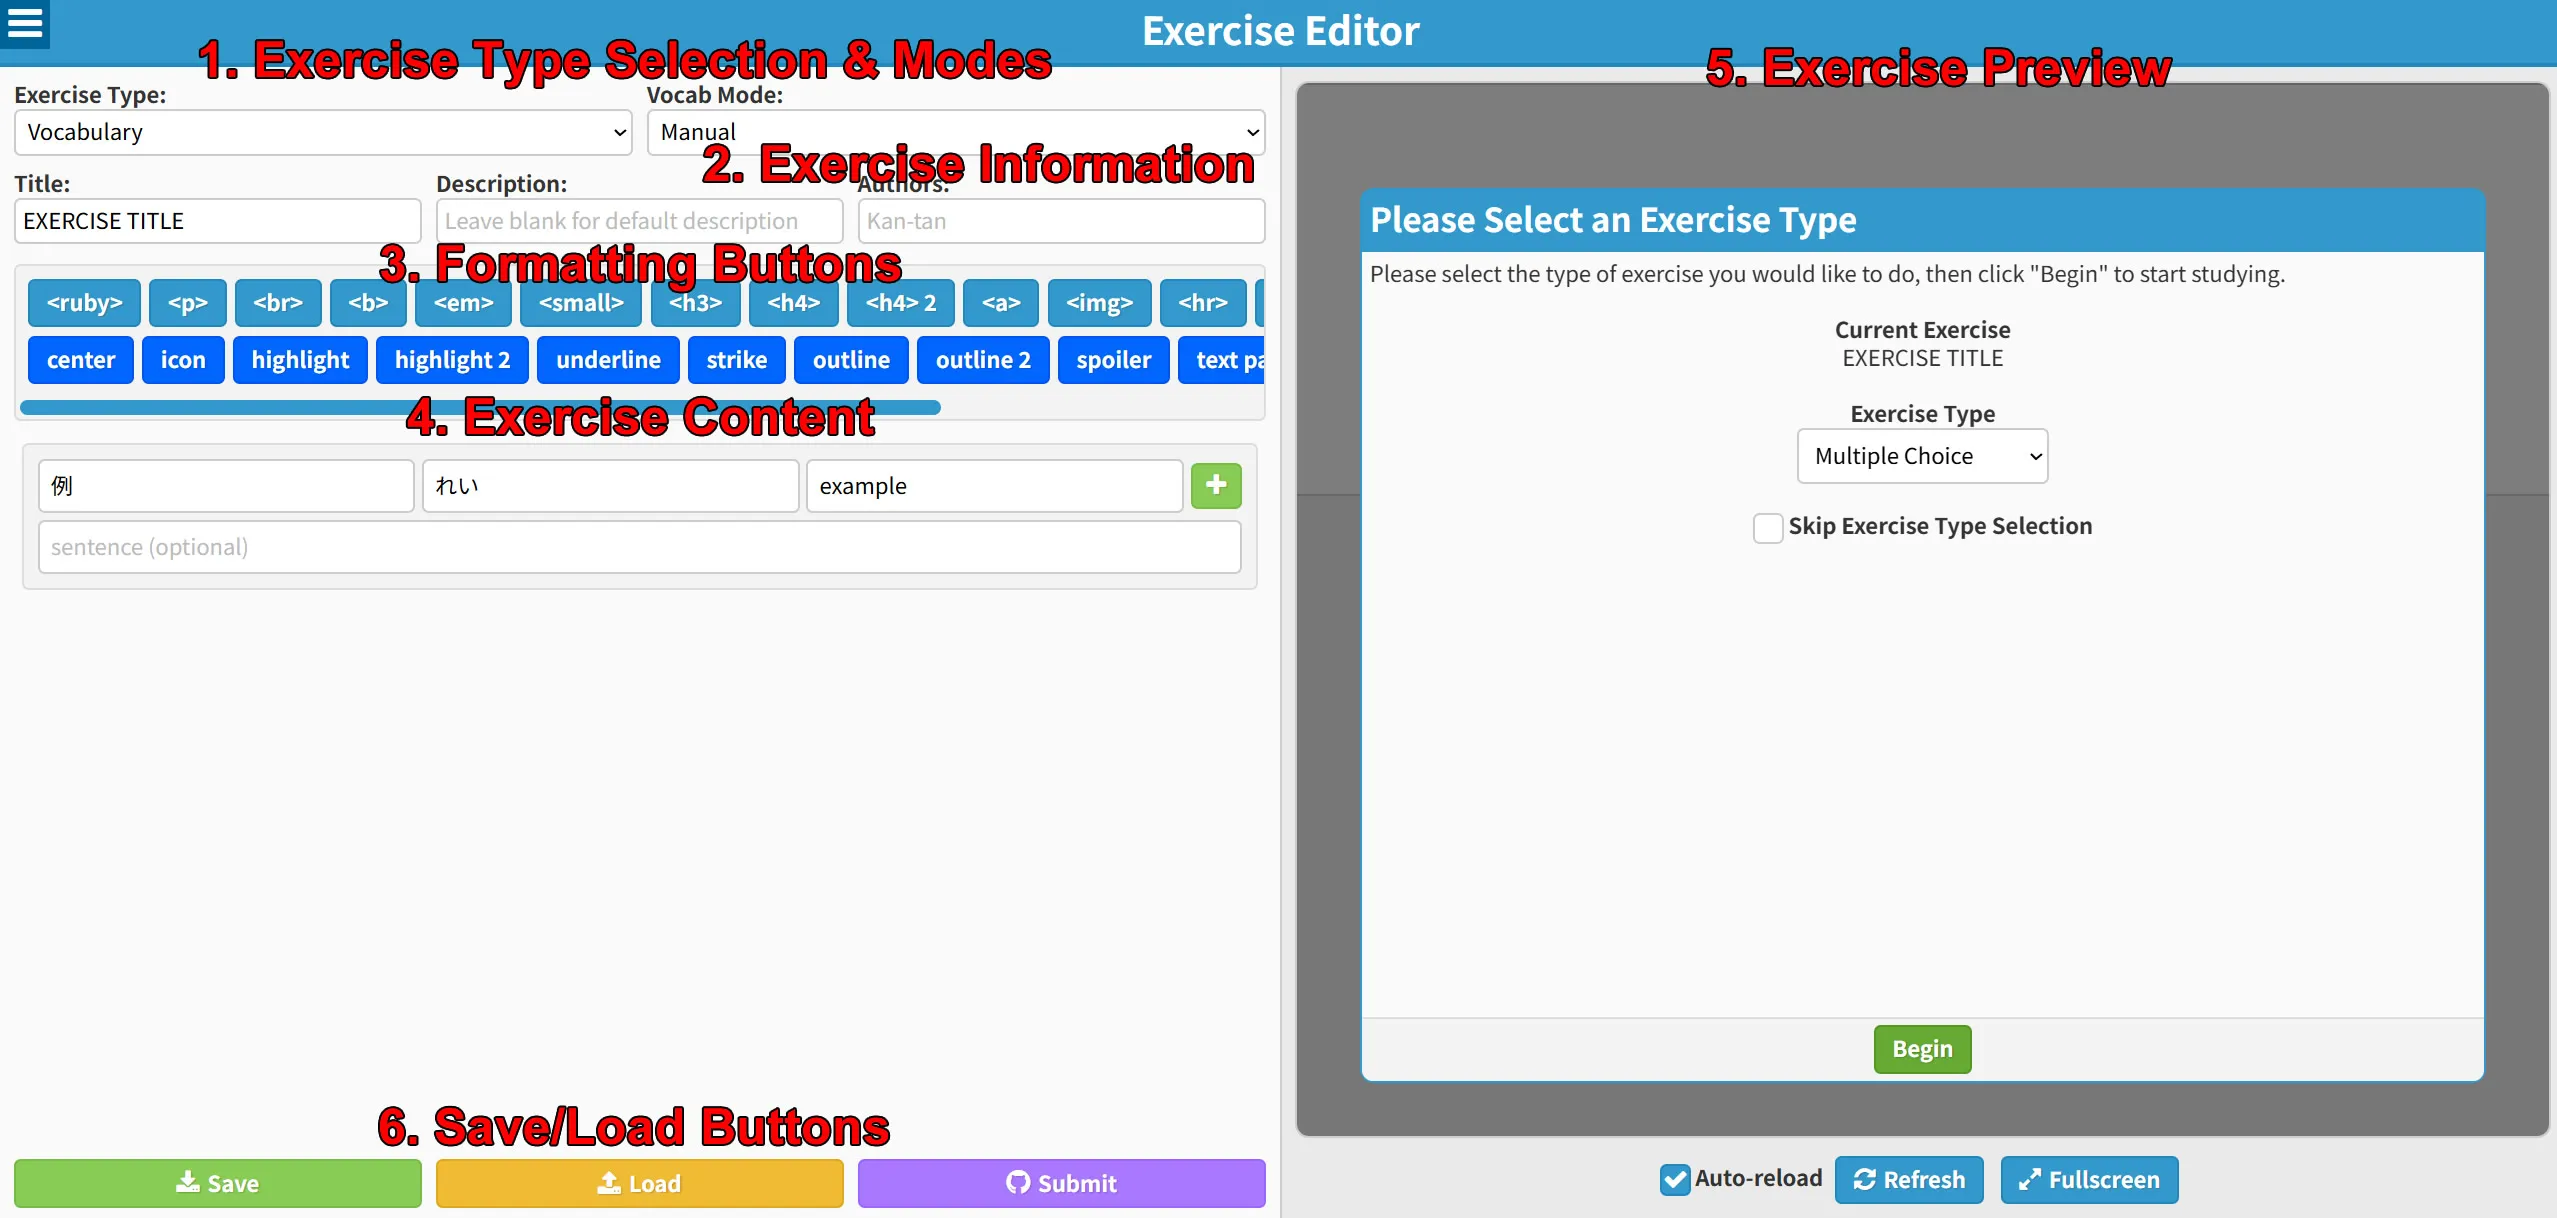 Exercise Editor
1. Exercise Type Selection & Modes
5. Exercise Preview
Exercise Type:
Vocab Mode:
Vocabulary
Manual
2. Exercise Information
Title:
Description:
Authors:
EXERCISE TITLE
Leave blank for default description
Kan-tan
3. Formatting Buttons
<ruby> <p> <br> <b> <em> <small> <h3> <h4> <h4> 2 <a> <img> <hr>
center icon highlight highlight 2 underline strike outline outline 2 spoiler text pa
4. Exercise Content
例
れい
example
sentence (optional)
6. Save/Load Buttons
Save
Load
Submit
Please Select an Exercise Type
Please select the type of exercise you would like to do, then click "Begin" to start studying.
Current Exercise
EXERCISE TITLE
Exercise Type
Multiple Choice
Skip Exercise Type Selection
Begin
Auto-reload
Refresh
Fullscreen